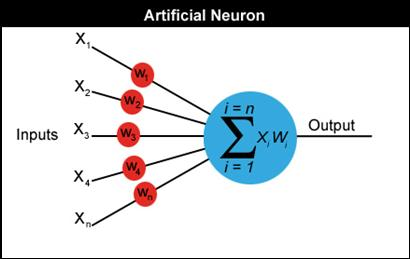 Artificial Neuron
X₁
W₁
X₂
W₂
Inputs
X₃
W₃
X₄
W₄
Xₙ
Wₙ
i = n
∑ XᵢWᵢ
i = 1
Output